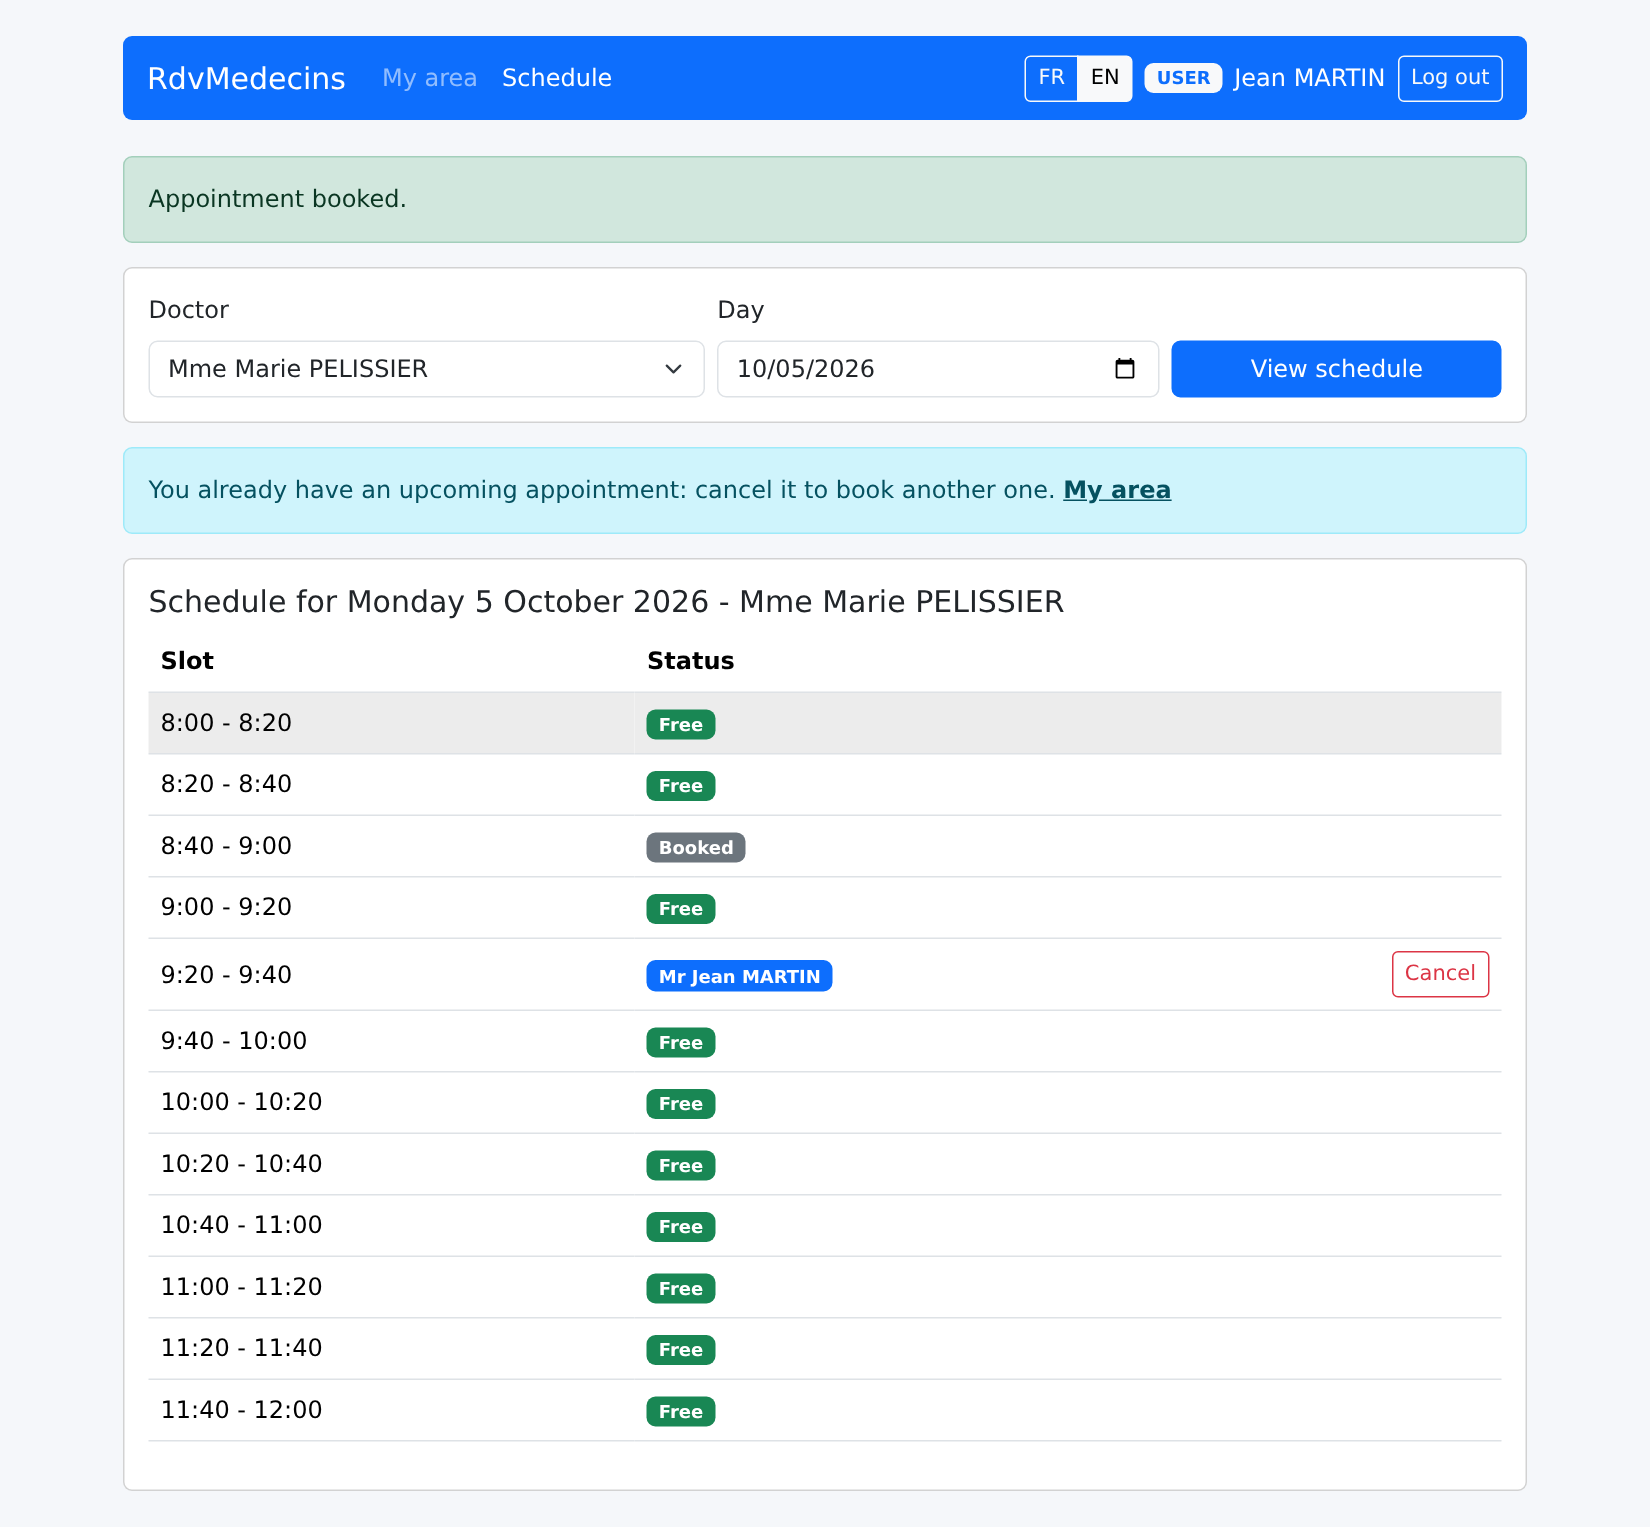 RdvMedecins My area Schedule FR EN USER Jean MARTIN Log out
Appointment booked.
Doctor Day
Mme Marie PELISSIER 10/05/2026 View schedule
You already have an upcoming appointment: cancel it to book another one. My area
Schedule for Monday 5 October 2026 - Mme Marie PELISSIER
Slot Status
8:00 - 8:20 Free
8:20 - 8:40 Free
8:40 - 9:00 Booked
9:00 - 9:20 Free
9:20 - 9:40 Mr Jean MARTIN Cancel
9:40 - 10:00 Free
10:00 - 10:20 Free
10:20 - 10:40 Free
10:40 - 11:00 Free
11:00 - 11:20 Free
11:20 - 11:40 Free
11:40 - 12:00 Free